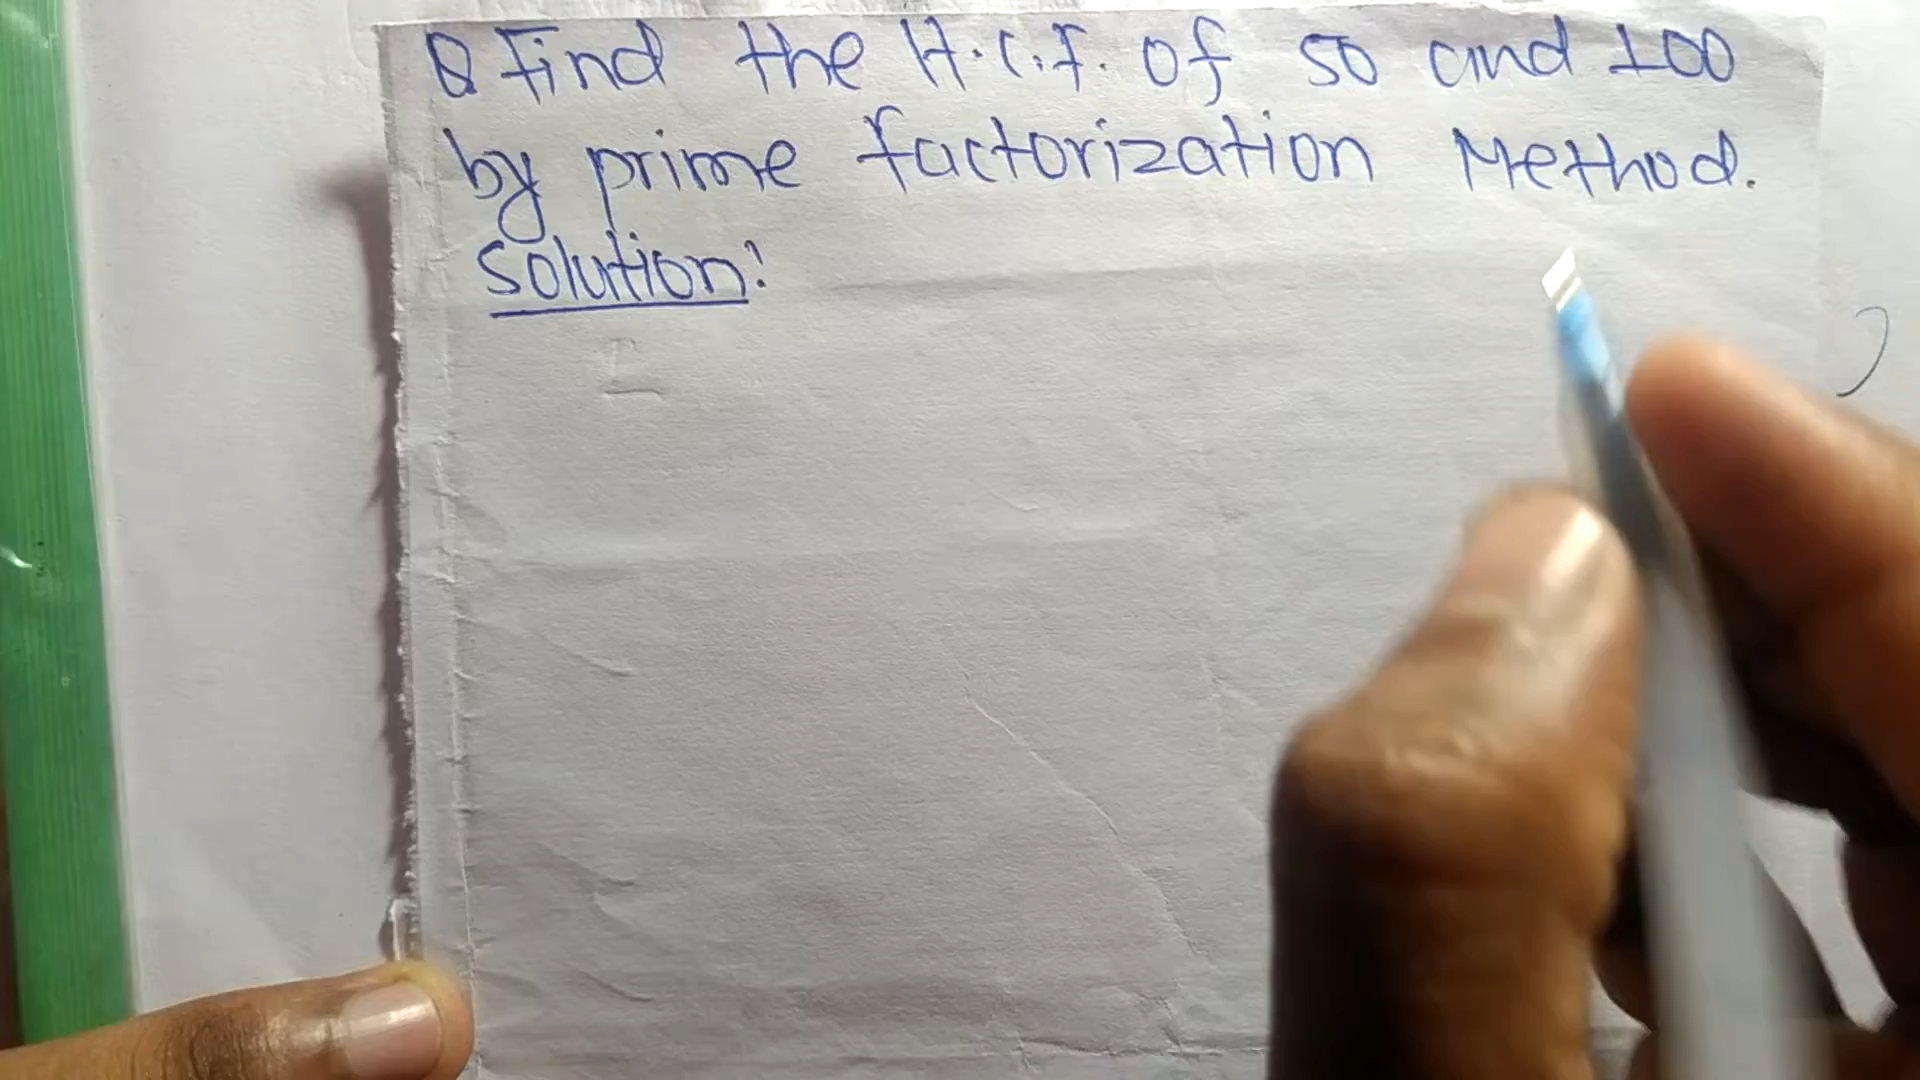 Q Find the H.C.F. of 50 and 100
by prime factorization Method.
Solution: